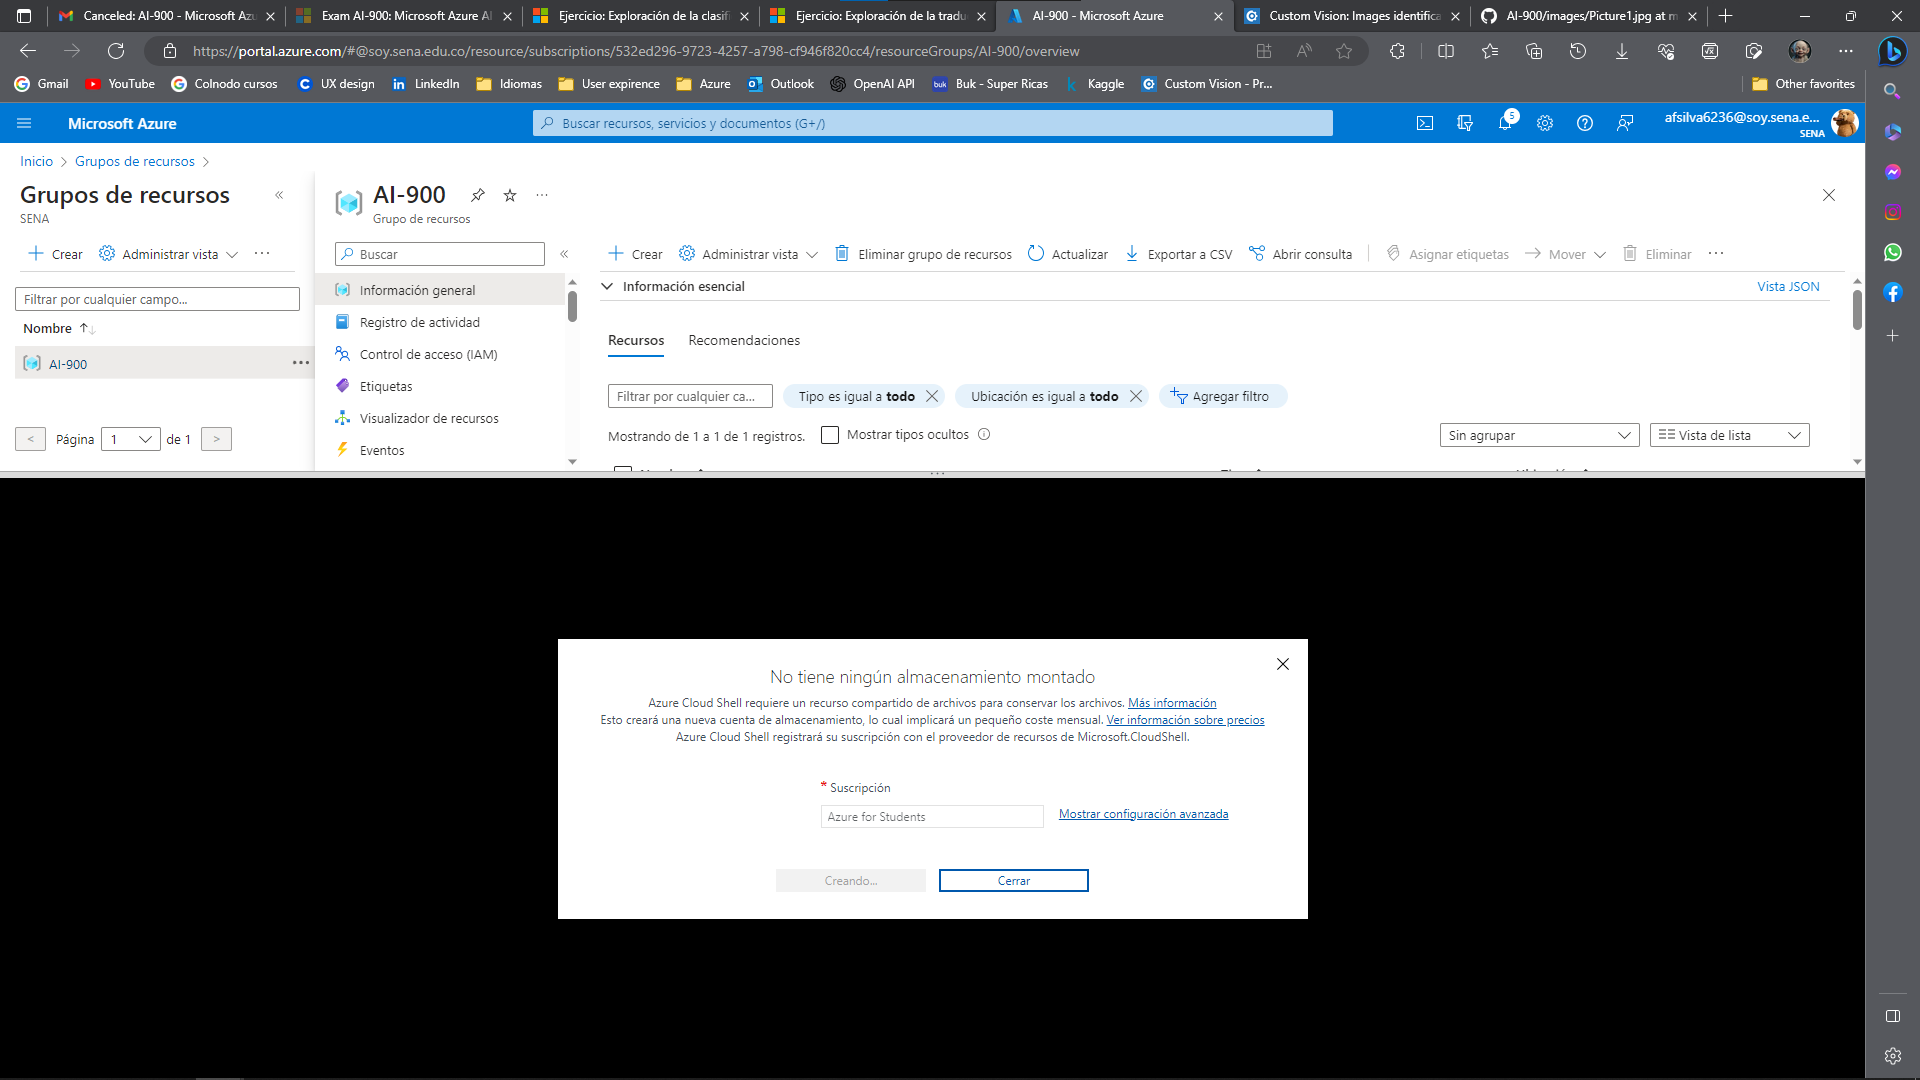 Canceled: AI-900 - Microsoft Azu
Exam AI-900: Microsoft Azure AI
Ejercicio: Exploración de la clasifi
Ejercicio: Exploración de la tradu
AI-900 - Microsoft Azure
Custom Vision: Images identifica
AI-900/images/Picture1.jpg at m
https://portal.azure.com/#@soy.sena.edu.co/resource/subscriptions/532ed296-9723-4257-a798-cf946f820cc4/resourceGroups/AI-900/overview
Gmail
YouTube
Colnodo cursos
UX design
LinkedIn
Idiomas
User expirence
Azure
Outlook
OpenAI API
buk
Buk - Super Ricas
Kaggle
Custom Vision - Pr...
Other favorites
Microsoft Azure
Buscar recursos, servicios y documentos (G+/)
5
afsilva6236@soy.sena.e...
SENA
Inicio > Grupos de recursos >
Grupos de recursos «
SENA
Crear
Administrar vista
Filtrar por cualquier campo...
Nombre ↑↓
AI-900
< Página 1 de 1 >
AI-900
Grupo de recursos
Buscar «
Información general
Registro de actividad
Control de acceso (IAM)
Etiquetas
Visualizador de recursos
Eventos
Crear
Administrar vista
Eliminar grupo de recursos
Actualizar
Exportar a CSV
Abrir consulta
Asignar etiquetas
Mover
Eliminar
Información esencial
Vista JSON
Recursos
Recomendaciones
Filtrar por cualquier ca...
Tipo es igual a todo
Ubicación es igual a todo
Agregar filtro
Mostrando de 1 a 1 de 1 registros.
Mostrar tipos ocultos
Sin agrupar
Vista de lista
No tiene ningún almacenamiento montado
Azure Cloud Shell requiere un recurso compartido de archivos para conservar los archivos. Más información
Esto creará una nueva cuenta de almacenamiento, lo cual implicará un pequeño coste mensual. Ver información sobre precios
Azure Cloud Shell registrará su suscripción con el proveedor de recursos de Microsoft.CloudShell.
* Suscripción
Azure for Students
Mostrar configuración avanzada
Creando...
Cerrar